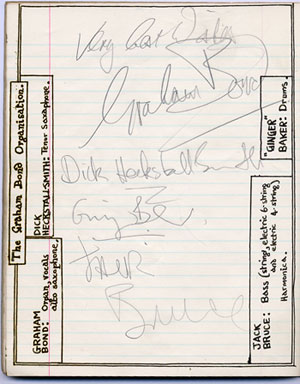 The Graham Bond Organisation.
GRAHAM
BOND: Organ, vocals
alto saxophone.
DICK
HECKSTALL-SMITH: Tenor Saxophone.
Very best Wishes
Graham Bond
Dick Heckstall Smith
Ginger Baker
Jack
Bruce
"GINGER"
BAKER: Drums.
JACK
BRUCE: Bass (string, electric 6-string
and electric 4-string)
Harmonica.